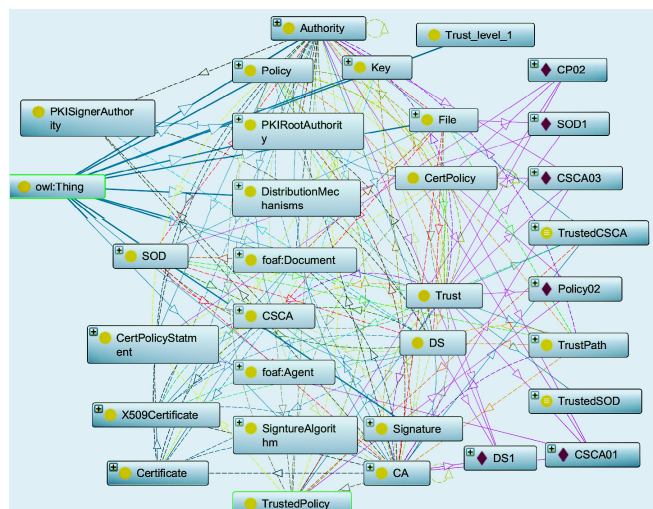 Authority
Trust_level_1
Policy
Key
CP02
PKISignerAuthor
ity
PKIRootAuthorit
y
File
SOD1
CertPolicy
CSCA03
owl:Thing
DistributionMec
hanisms
TrustedCSCA
SOD
foaf:Document
Trust
Policy02
CSCA
CertPolicyStatm
ent
DS
TrustPath
foaf:Agent
TrustedSOD
X509Certificate
SigntureAlgorit
hm
Signature
DS1
CSCA01
Certificate
CA
TrustedPolicy